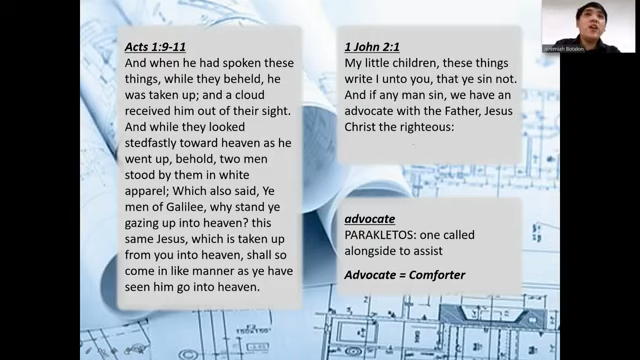 Acts 1:9-11
And when he had spoken these
things, while they beheld, he
was taken up; and a cloud
received him out of their sight.
And while they looked
stedfastly toward heaven as he
went up, behold, two men
stood by them in white
apparel; Which also said, Ye
men of Galilee, why stand ye
gazing up into heaven? this
same Jesus, which is taken up
from you into heaven, shall so
come in like manner as ye have
seen him go into heaven.
1 John 2:1
My little children, these things
write I unto you, that ye sin not.
And if any man sin, we have an
advocate with the Father, Jesus
Christ the righteous:
advocate
PARAKLETOS: one called
alongside to assist
Advocate = Comforter